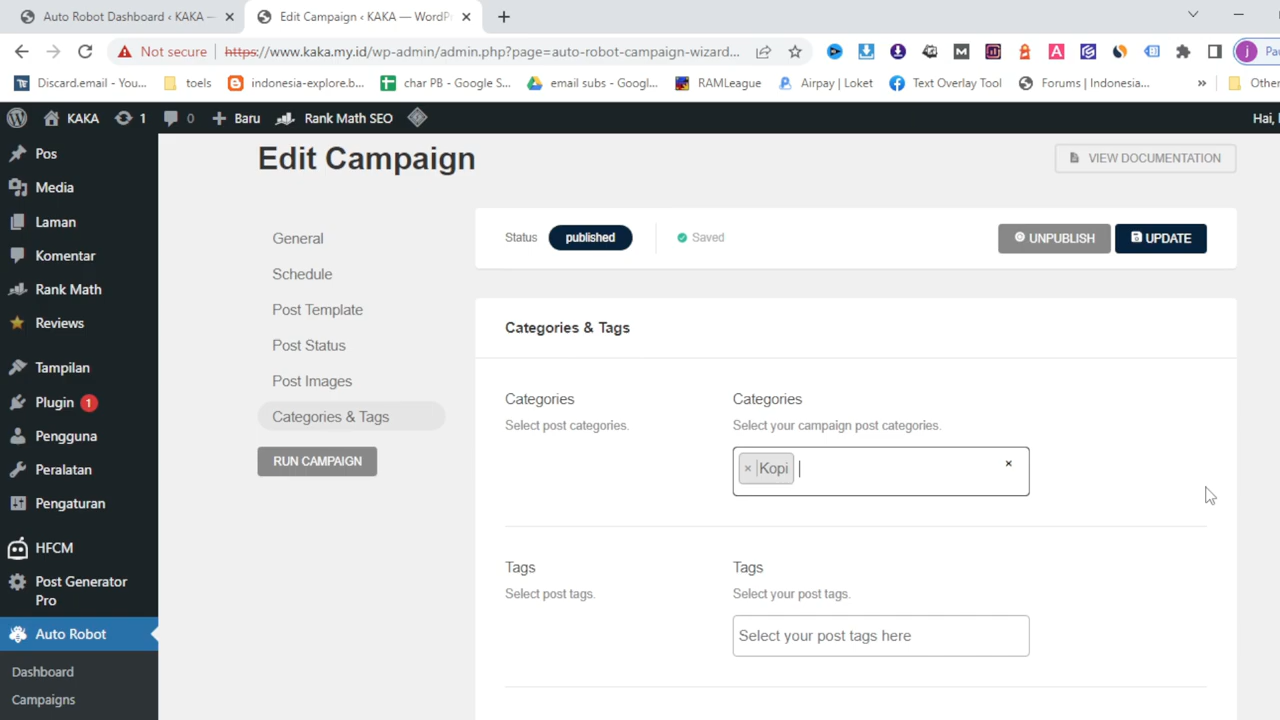 Auto Robot Dashboard ‹ KAKA —
Edit Campaign ‹ KAKA — WordPr
Not secure https://www.kaka.my.id/wp-admin/admin.php?page=auto-robot-campaign-wizard...
j Pau
Discard.email - You...
toels
indonesia-explore.b...
char PB - Google S...
email subs - Googl...
RAMLeague
Airpay | Loket
Text Overlay Tool
Forums | Indonesia...
»
Other
KAKA
1
0
Baru
Rank Math SEO
Hai,
Pos
Media
Laman
Komentar
Rank Math
Reviews
Tampilan
Plugin 1
Pengguna
Peralatan
Pengaturan
HFCM
Post Generator
Pro
Auto Robot
Dashboard
Campaigns
Edit Campaign
VIEW DOCUMENTATION
General
Schedule
Post Template
Post Status
Post Images
Categories & Tags
RUN CAMPAIGN
Status published Saved
UNPUBLISH
UPDATE
Categories & Tags
Categories
Select post categories.
Categories
Select your campaign post categories.
× Kopi ×
Tags
Select post tags.
Tags
Select your post tags.
Select your post tags here